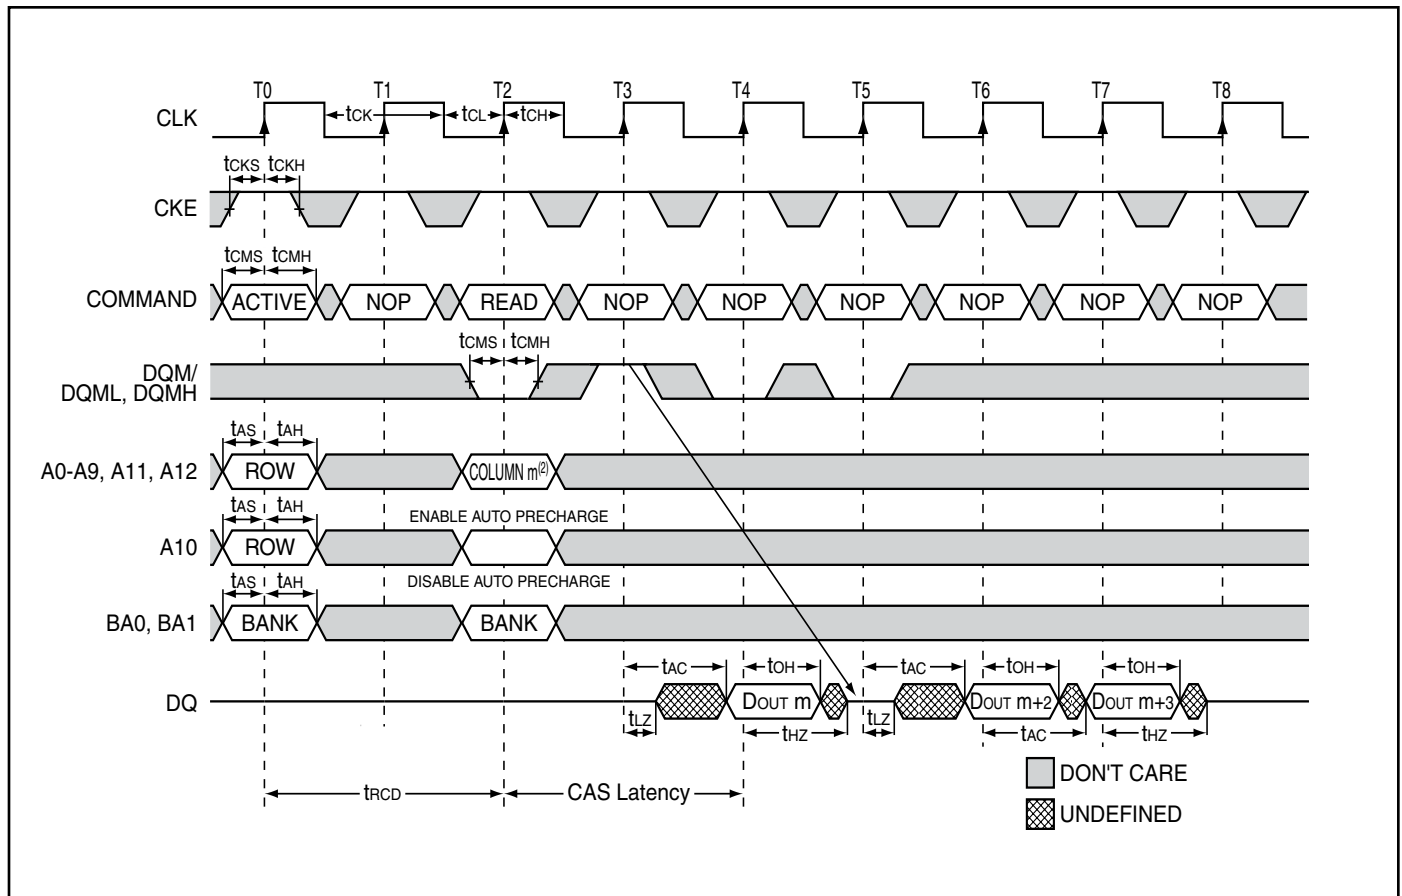 T0 T1 T2 T3 T4 T5 T6 T7 T8
CLK tCK tCL tCH
tCKS tCKH
CKE
tCMS tCMH
COMMAND ACTIVE NOP READ NOP NOP NOP NOP NOP NOP
tCMS tCMH
DQM/
DQML, DQMH
tAS tAH
A0-A9, A11, A12 ROW COLUMN m(2)
tAS tAH ENABLE AUTO PRECHARGE
A10 ROW
tAS tAH DISABLE AUTO PRECHARGE
BA0, BA1 BANK BANK
tAC tOH tAC tOH tOH
DQ DOUT m DOUT m+2 DOUT m+3
tLZ tHZ tLZ tAC tHZ
DON'T CARE
tRCD CAS Latency
UNDEFINED